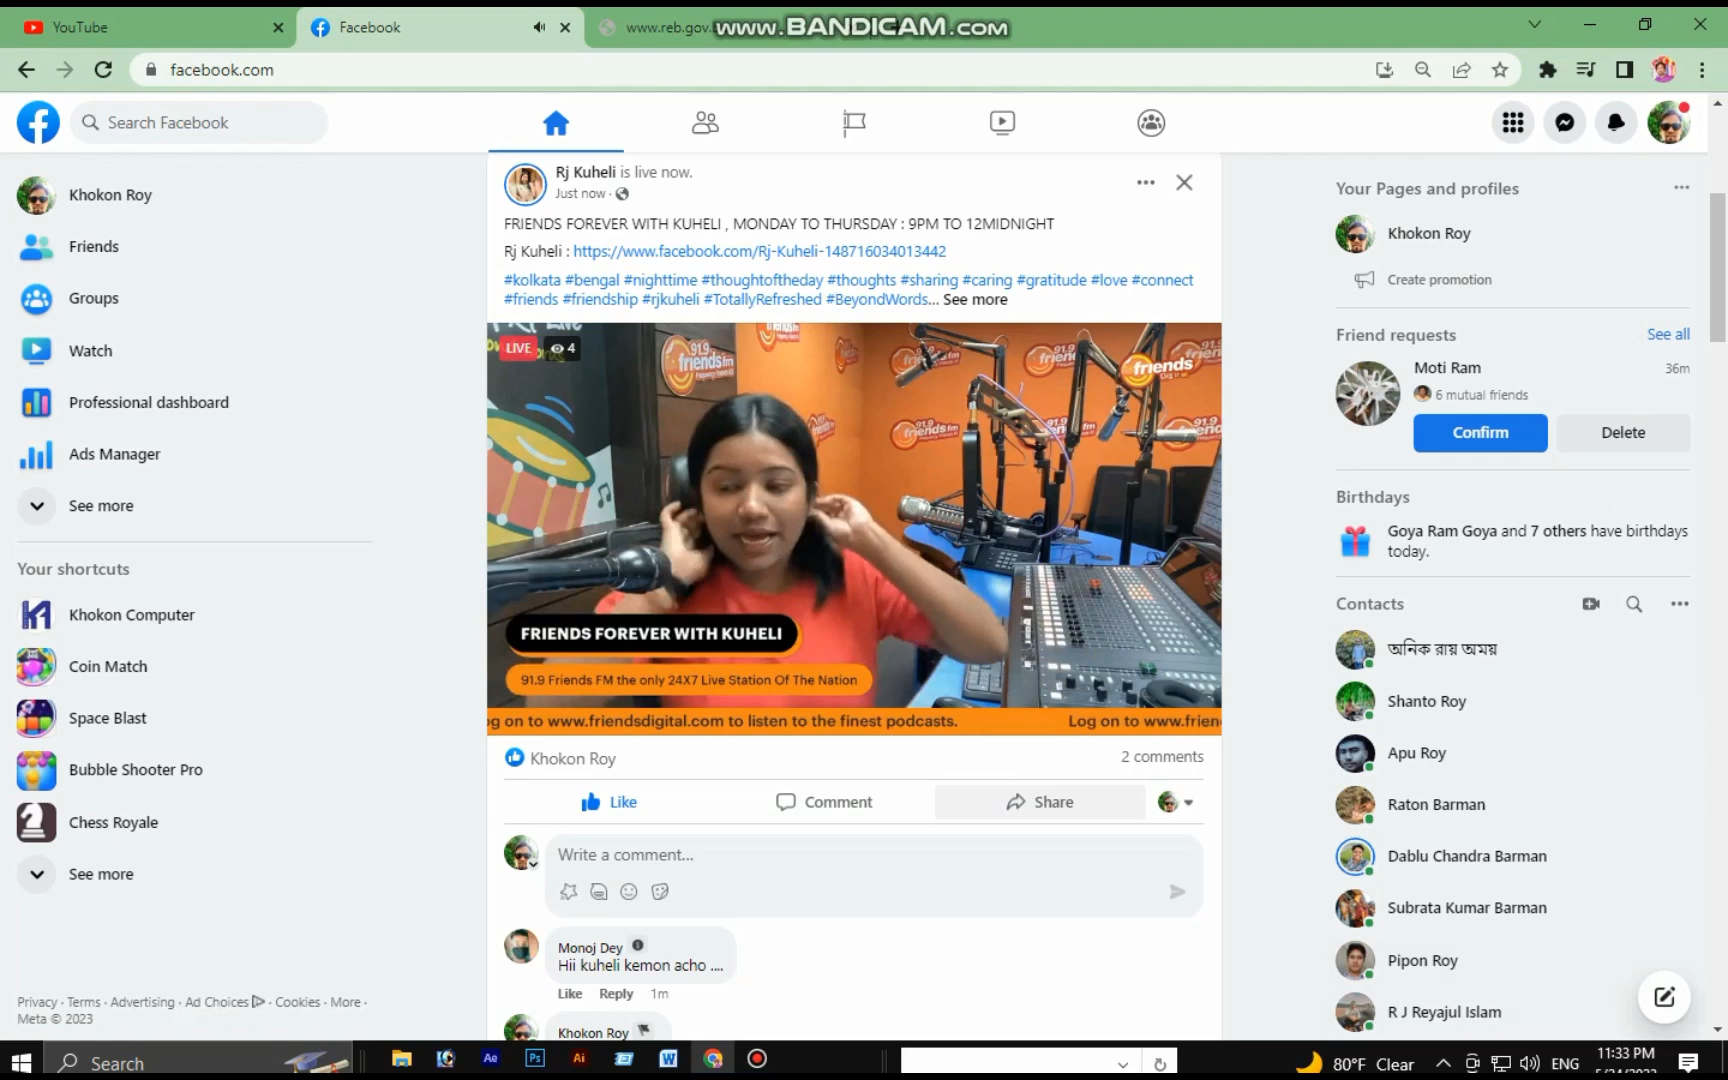 YouTube
Facebook
www.reb.gov.
www.BANDICAM.com
facebook.com
Search Facebook
Khokon Roy
Friends
Groups
Watch
Professional dashboard
Ads Manager
See more
Your shortcuts
Khokon Computer
Coin Match
Space Blast
Bubble Shooter Pro
Chess Royale
See more
Privacy · Terms · Advertising · Ad Choices · Cookies · More ·
Meta © 2023
Rj Kuheli is live now.
Just now ·
FRIENDS FOREVER WITH KUHELI , MONDAY TO THURSDAY : 9PM TO 12MIDNIGHT
Rj Kuheli : https://www.facebook.com/Rj-Kuheli-148716034013442
#kolkata #bengal #nighttime #thoughtoftheday #thoughts #sharing #caring #gratitude #love #connect
#friends #friendship #rjkuheli #TotallyRefreshed #BeyondWords... See more
LIVE 4
91.9
friends fm
friends
FRIENDS FOREVER WITH KUHELI
91.9 Friends FM the only 24X7 Live Station Of The Nation
og on to www.friendsdigital.com to listen to the finest podcasts. Log on to www.frien
Khokon Roy
2 comments
Like
Comment
Share
Write a comment...
Monoj Dey
Hii kuheli kemon acho ....
Like Reply 1m
Khokon Roy
Your Pages and profiles
Khokon Roy
Create promotion
Friend requests
See all
Moti Ram
36m
6 mutual friends
Confirm
Delete
Birthdays
Goya Ram Goya and 7 others have birthdays
today.
Contacts
অনিক রায় অময়
Shanto Roy
Apu Roy
Raton Barman
Dablu Chandra Barman
Subrata Kumar Barman
Pipon Roy
R J Reyajul Islam
Search
Ae
Ps
Ai
W
80°F Clear
ENG
11:33 PM